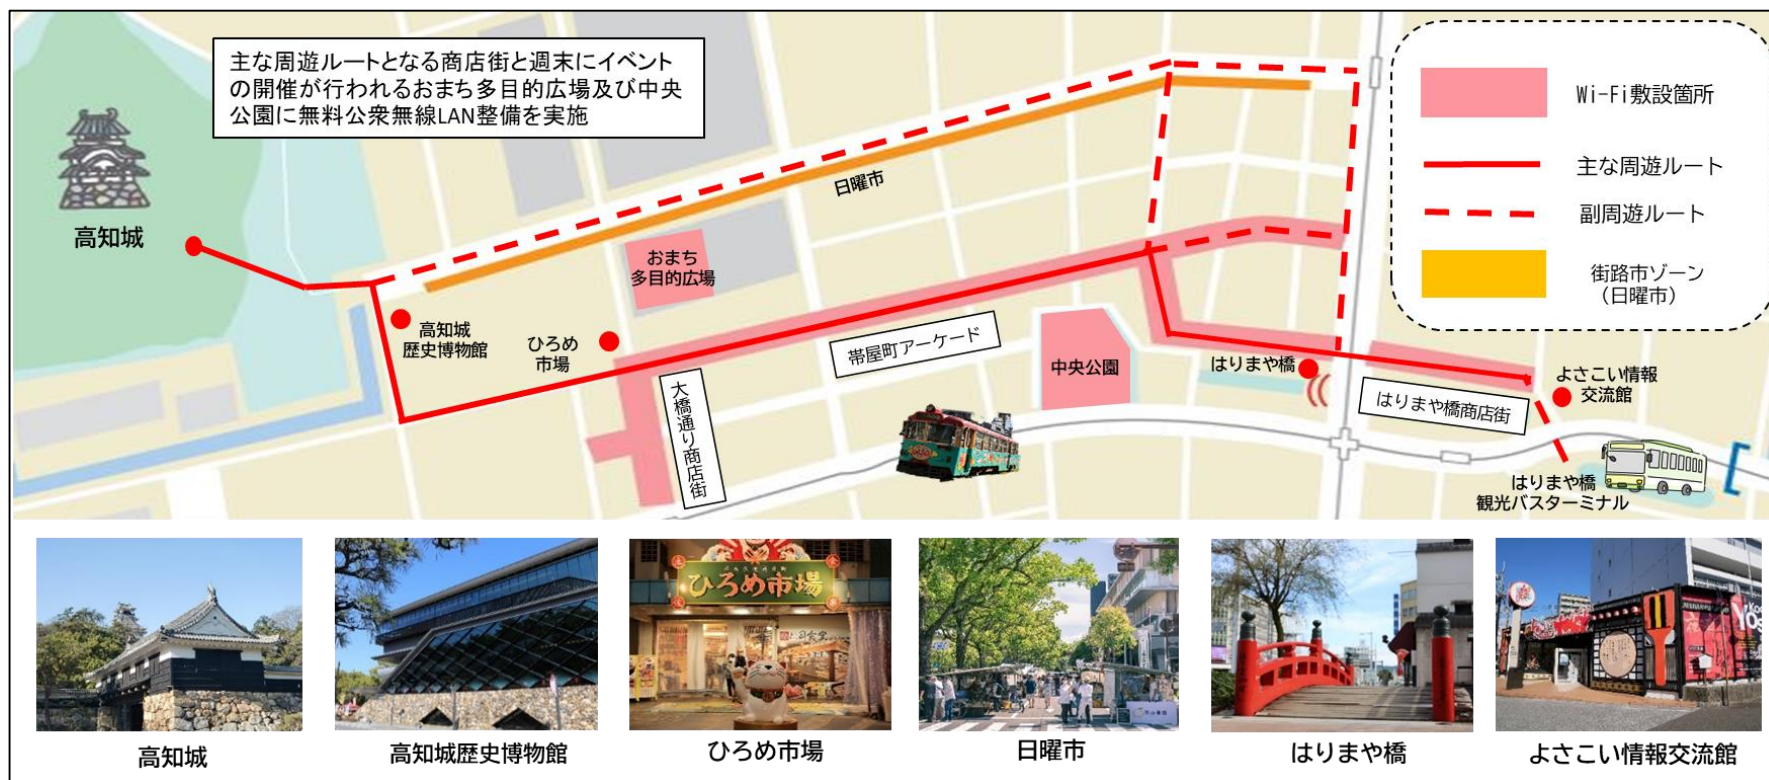 主な周遊ルートとなる商店街と週末にイベント
の開催が行われるおまち多目的広場及び中央
公園に無料公衆無線LAN整備を実施
Wi-Fi敷設箇所
主な周遊ルート
副周遊ルート
街路市ゾーン
(日曜市)
高知城
日曜市
おまち
多目的広場
高知城
歴史博物館
ひろめ
市場
帯屋町アーケード
中央公園
はりまや橋
大橋通り商店街
はりまや橋商店街
よさこい情報
交流館
はりまや橋
観光バスターミナル
ひろめ市場
高知城
高知城歴史博物館
ひろめ市場
日曜市
はりまや橋
よさこい情報交流館